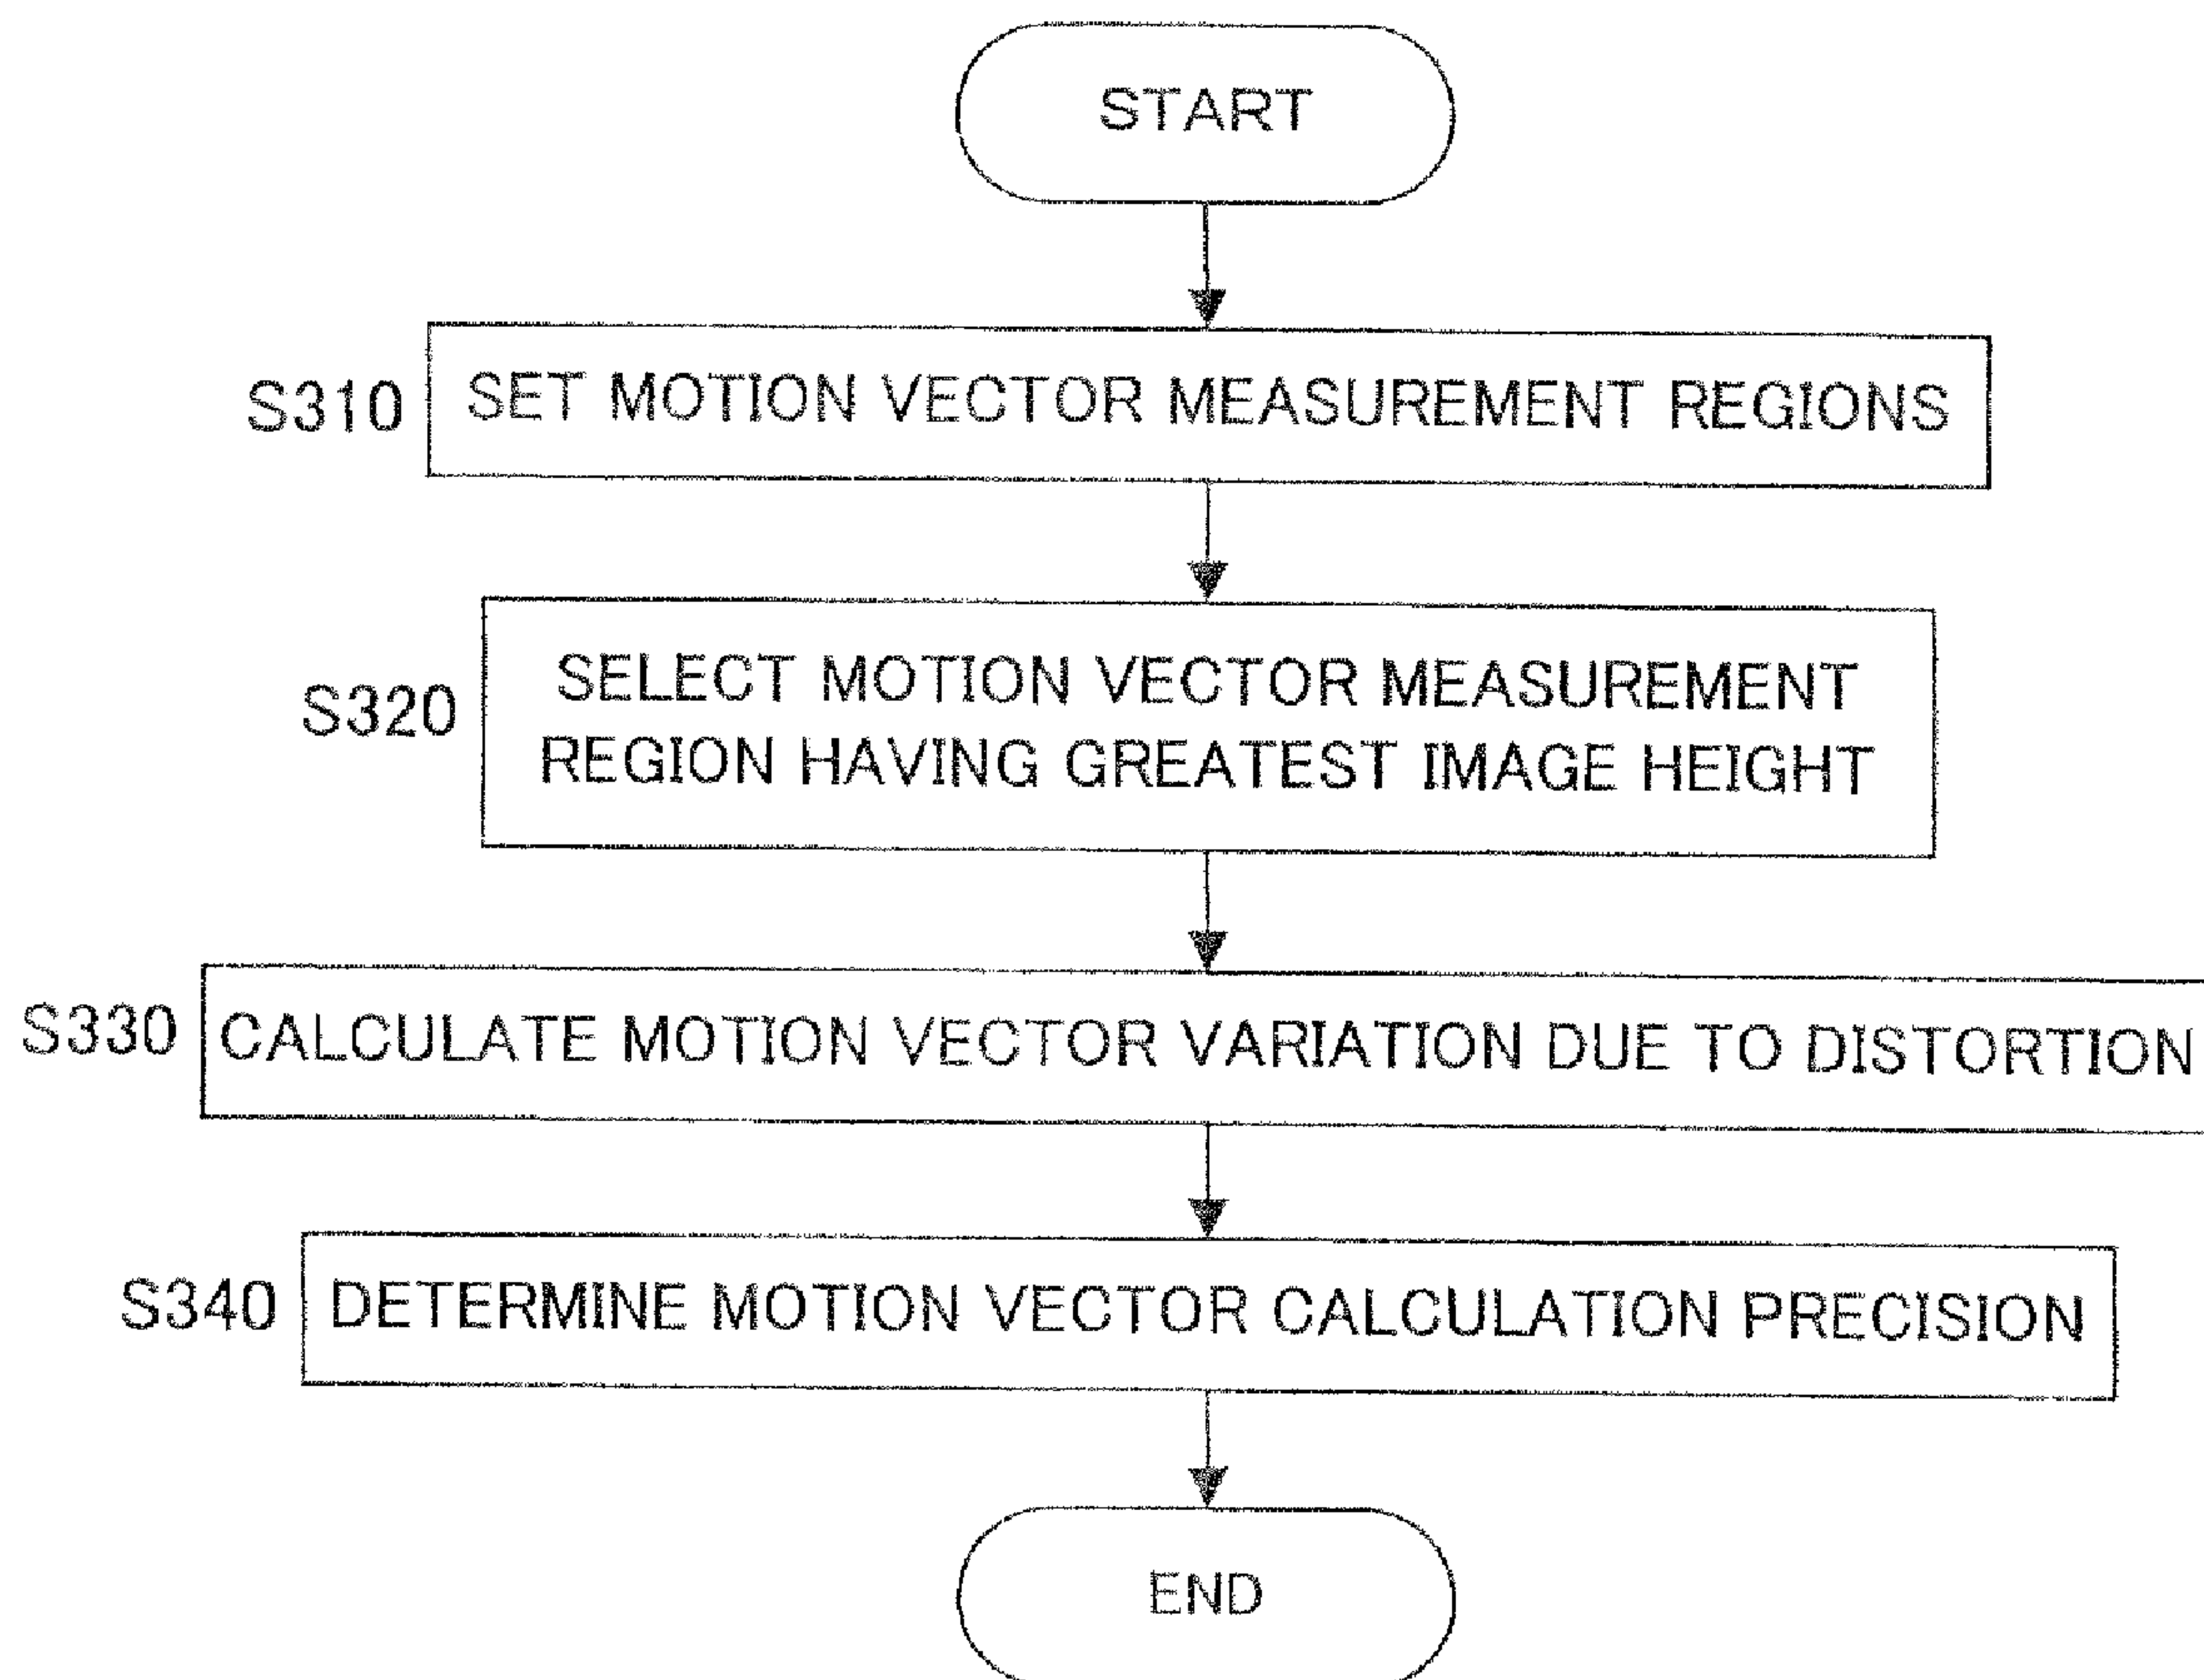 START
S310 SET MOTION VECTOR MEASUREMENT REGIONS
S320 SELECT MOTION VECTOR MEASUREMENT
REGION HAVING GREATEST IMAGE HEIGHT
S330 CALCULATE MOTION VECTOR VARIATION DUE TO DISTORTION
S340 DETERMINE MOTION VECTOR CALCULATION PRECISION
END